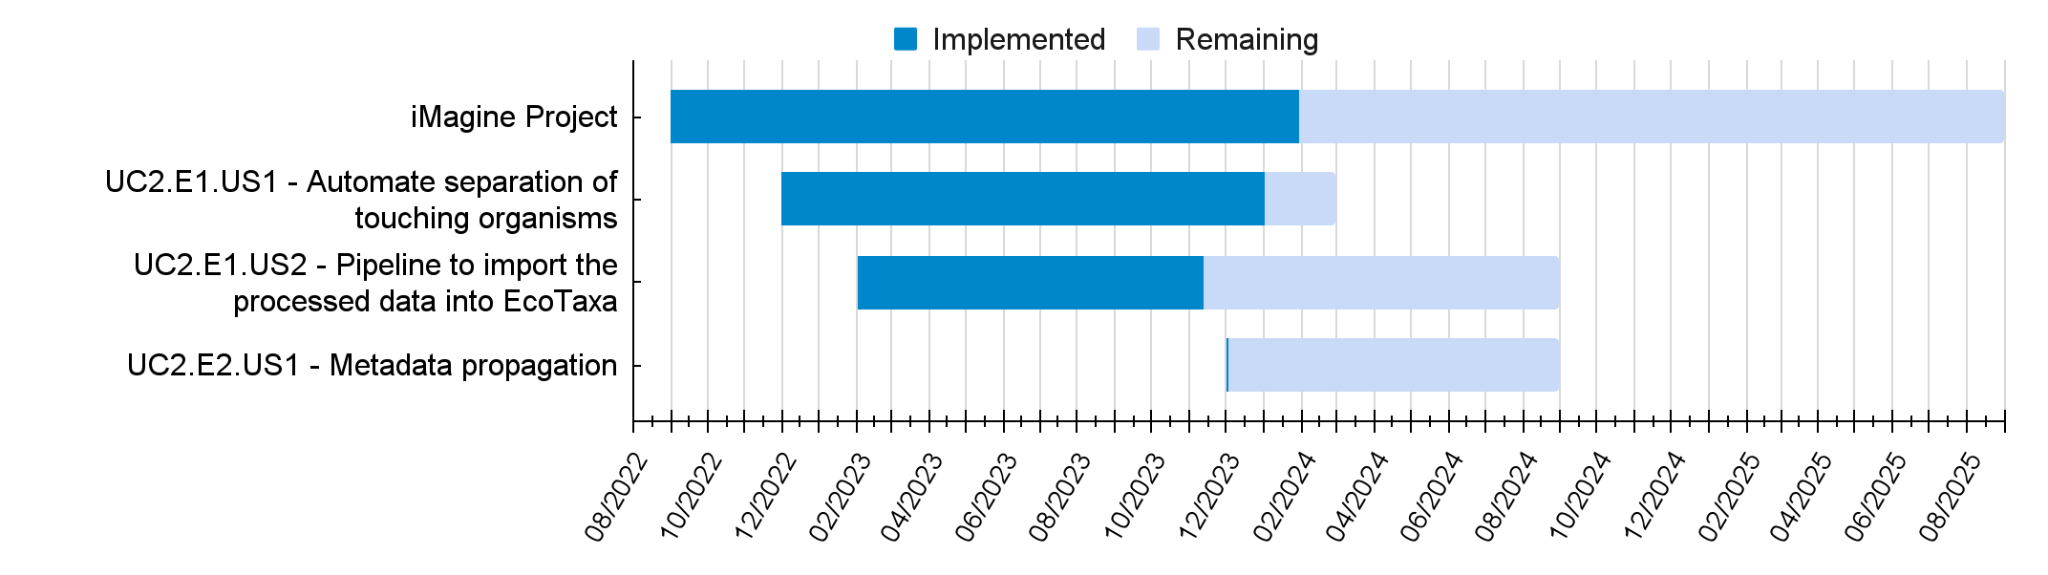 Implemented Remaining
iMagine Project
UC2.E1.US1 - Automate separation of
touching organisms
UC2.E1.US2 - Pipeline to import the
processed data into EcoTaxa
UC2.E2.US1 - Metadata propagation
08/2022 10/2022 12/2022 02/2023 04/2023 06/2023 08/2023 10/2023 12/2023 02/2024 04/2024 06/2024 08/2024 10/2024 12/2024 02/2025 04/2025 06/2025 08/2025